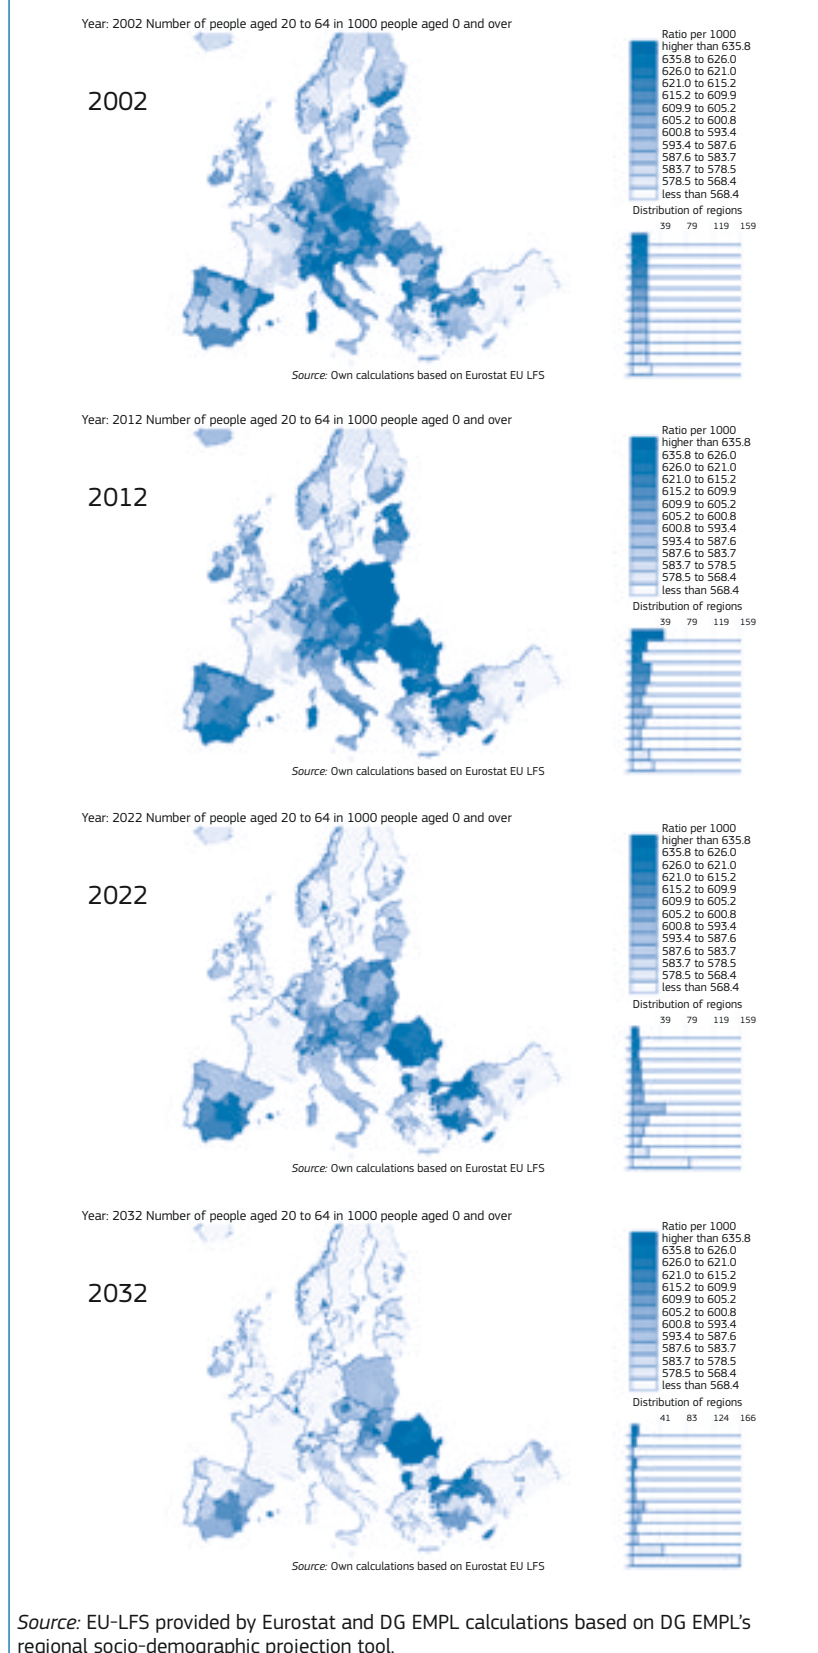 Year: 2002 Number of people aged 20 to 64 in 1000 people aged 0 and over
2002
Ratio per 1000
higher than 635.8
635.8 to 626.0
626.0 to 621.0
621.0 to 615.2
615.2 to 609.9
609.9 to 605.2
605.2 to 600.8
600.8 to 593.4
593.4 to 587.6
587.6 to 583.7
583.7 to 578.5
578.5 to 568.4
less than 568.4
Distribution of regions
39 79 119 159
Source: Own calculations based on Eurostat EU LFS
Year: 2012 Number of people aged 20 to 64 in 1000 people aged 0 and over
2012
Ratio per 1000
higher than 635.8
635.8 to 626.0
626.0 to 621.0
621.0 to 615.2
615.2 to 609.9
609.9 to 605.2
605.2 to 600.8
600.8 to 593.4
593.4 to 587.6
587.6 to 583.7
583.7 to 578.5
578.5 to 568.4
less than 568.4
Distribution of regions
39 79 119 159
Source: Own calculations based on Eurostat EU LFS
Year: 2022 Number of people aged 20 to 64 in 1000 people aged 0 and over
2022
Ratio per 1000
higher than 635.8
635.8 to 626.0
626.0 to 621.0
621.0 to 615.2
615.2 to 609.9
609.9 to 605.2
605.2 to 600.8
600.8 to 593.4
593.4 to 587.6
587.6 to 583.7
583.7 to 578.5
578.5 to 568.4
less than 568.4
Distribution of regions
39 79 119 159
Source: Own calculations based on Eurostat EU LFS
Year: 2032 Number of people aged 20 to 64 in 1000 people aged 0 and over
2032
Ratio per 1000
higher than 635.8
635.8 to 626.0
626.0 to 621.0
621.0 to 615.2
615.2 to 609.9
609.9 to 605.2
605.2 to 600.8
600.8 to 593.4
593.4 to 587.6
587.6 to 583.7
583.7 to 578.5
578.5 to 568.4
less than 568.4
Distribution of regions
41 83 124 166
Source: Own calculations based on Eurostat EU LFS
Source: EU-LFS provided by Eurostat and DG EMPL calculations based on DG EMPL’s
regional socio-demographic projection tool.